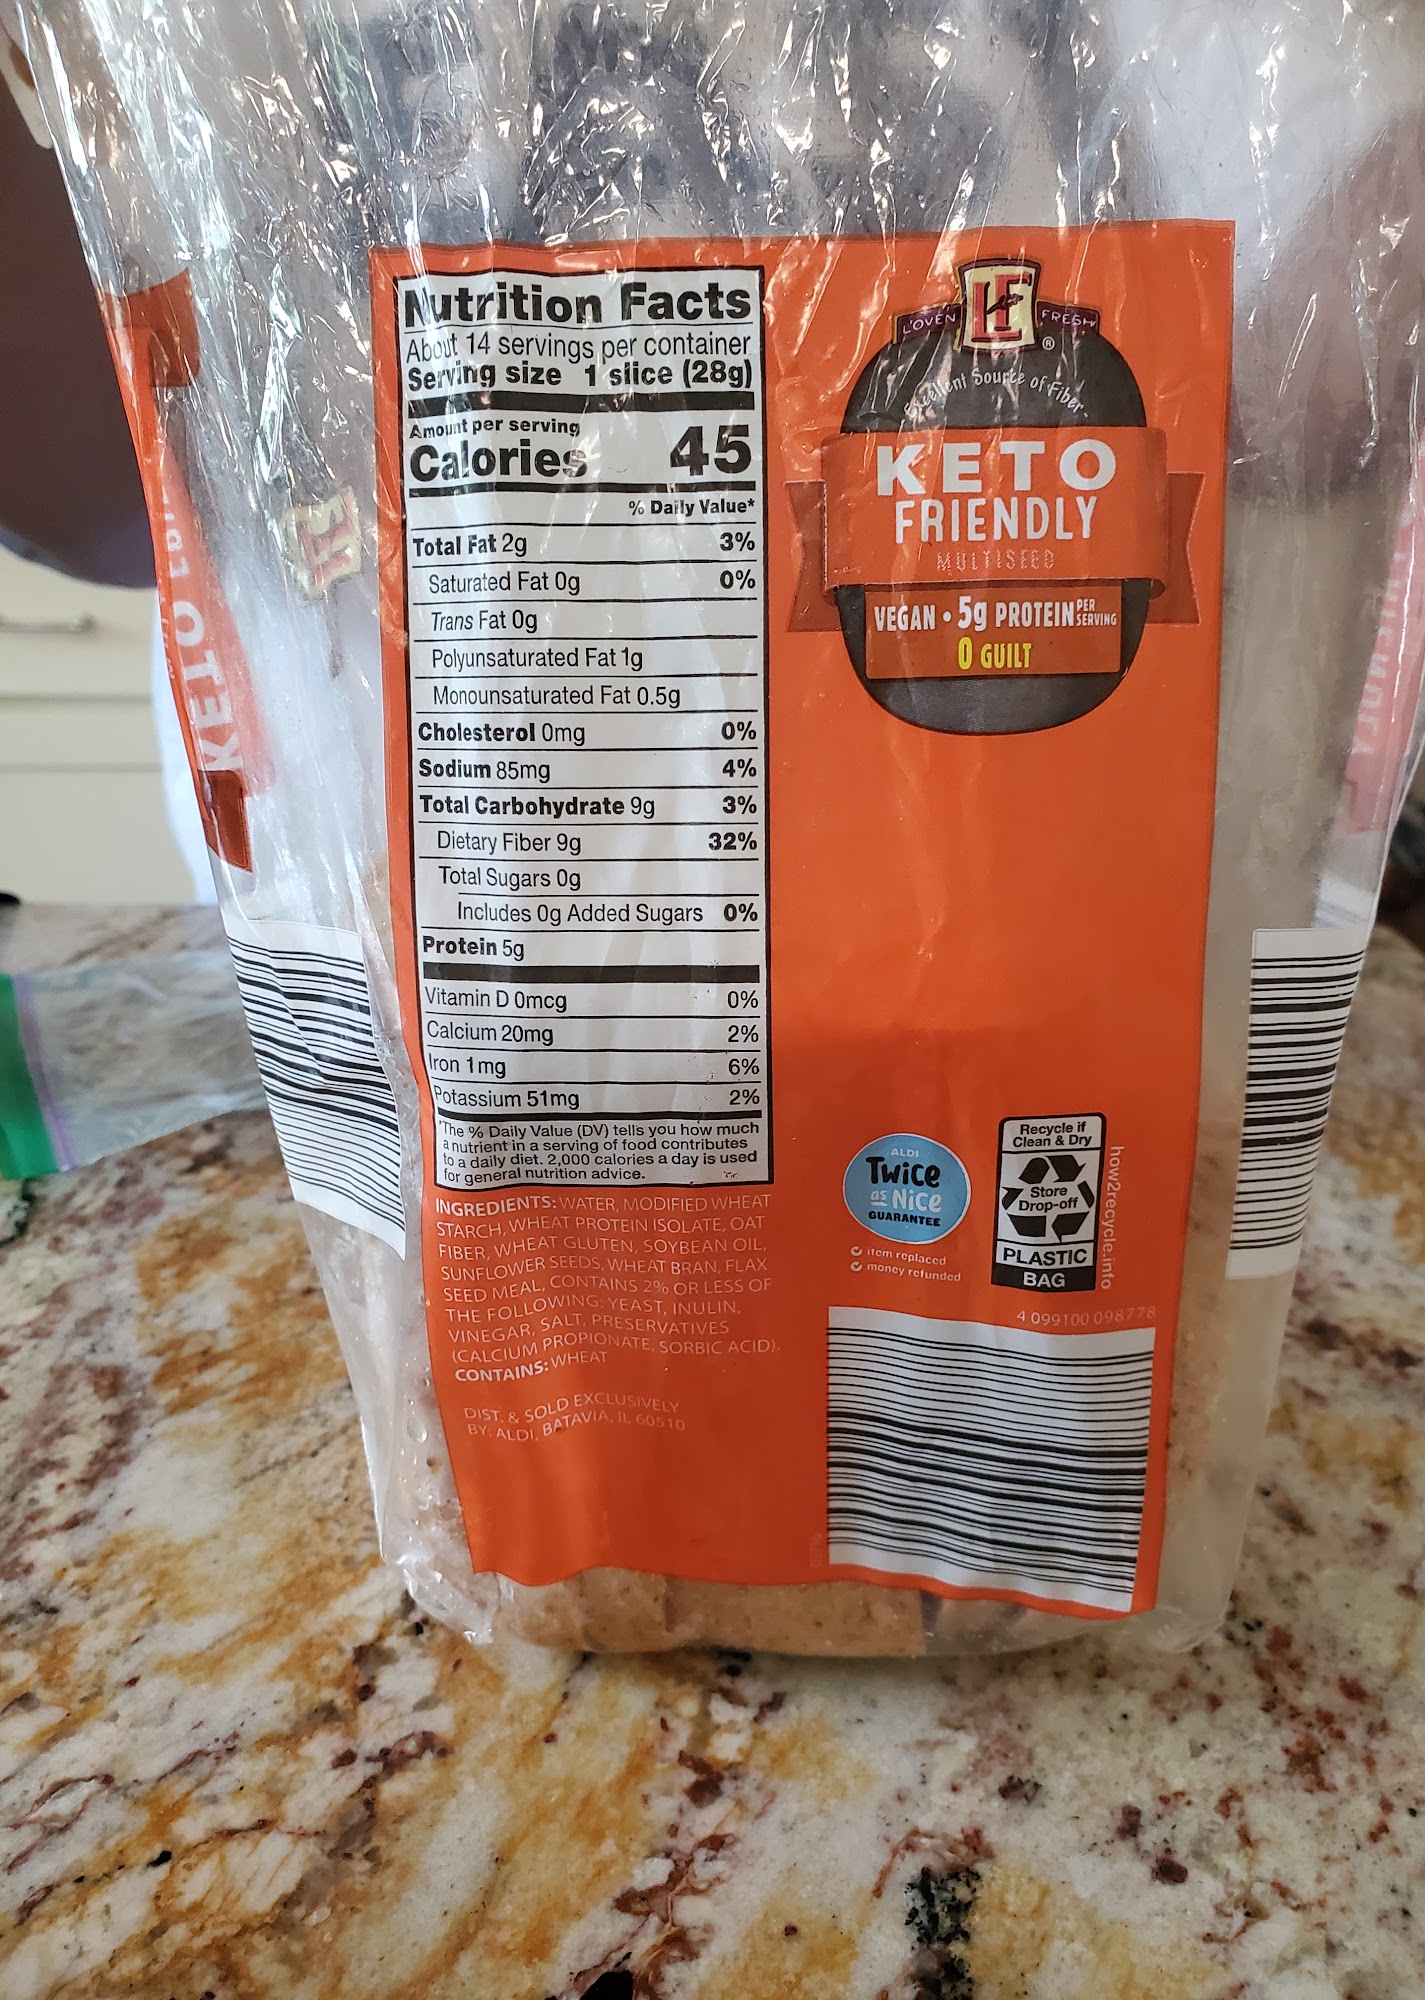 Nutrition Facts
About 14 servings per container
Serving size 1 slice (28g)
Amount per serving
Calories 45
% Daily Value*
Total Fat 2g 3%
Saturated Fat 0g 0%
Trans Fat 0g
Polyunsaturated Fat 1g
Monounsaturated Fat 0.5g
Cholesterol 0mg 0%
Sodium 85mg 4%
Total Carbohydrate 9g 3%
Dietary Fiber 9g 32%
Total Sugars 0g
Includes 0g Added Sugars 0%
Protein 5g
Vitamin D 0mcg 0%
Calcium 20mg 2%
Iron 1mg 6%
Potassium 51mg 2%
*The % Daily Value (DV) tells you how much
a nutrient in a serving of food contributes
to a daily diet. 2,000 calories a day is used
for general nutrition advice.
INGREDIENTS: WATER, MODIFIED WHEAT
STARCH, WHEAT PROTEIN ISOLATE, OAT
FIBER, WHEAT GLUTEN, SOYBEAN OIL,
SUNFLOWER SEEDS, WHEAT BRAN, FLAX
SEED MEAL, CONTAINS 2% OR LESS OF
THE FOLLOWING: YEAST, INULIN,
VINEGAR, SALT, PRESERVATIVES
(CALCIUM PROPIONATE, SORBIC ACID).
CONTAINS: WHEAT
DIST. & SOLD EXCLUSIVELY
BY: ALDI, BATAVIA, IL 60510
L'OVEN LF FRESH ®
Excellent Source of Fiber
KETO
FRIENDLY
MULTISEED
VEGAN • 5g PROTEIN PER SERVING
0 GUILT
ALDI
Twice
as Nice
GUARANTEE
item replaced
money refunded
Recycle if
Clean & Dry
Store
Drop-off
PLASTIC
BAG
how2recycle.info
4 099100 098778
KETO